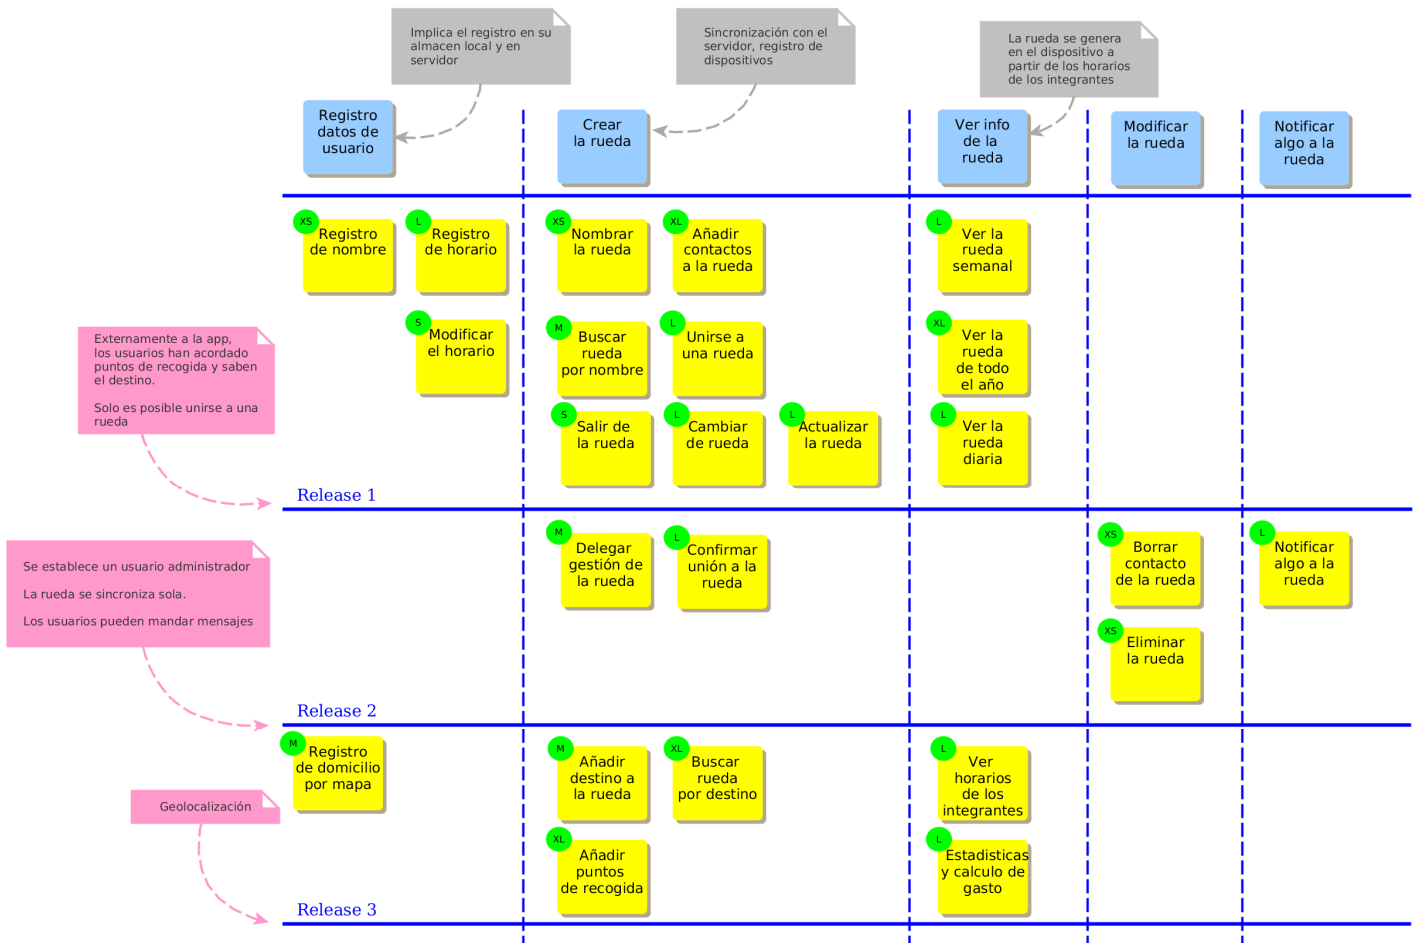 Implica el registro en su
almacen local y en
servidor
Sincronización con el
servidor, registro de
dispositivos
La rueda se genera
en el dispositivo a
partir de los horarios
de los integrantes
Registro
datos de
usuario
Crear
la rueda
Ver info
de la
rueda
Modificar
la rueda
Notificar
algo a la
rueda
XS
Registro
de nombre
L
Registro
de horario
XS
Nombrar
la rueda
XL
Añadir
contactos
a la rueda
L
Ver la
rueda
semanal
Externamente a la app,
los usuarios han acordado
puntos de recogida y saben
el destino.
Solo es posible unirse a una
rueda
S
Modificar
el horario
M
Buscar
rueda
por nombre
L
Unirse a
una rueda
XL
Ver la
rueda
de todo
el año
S
Salir de
la rueda
L
Cambiar
de rueda
L
Actualizar
la rueda
L
Ver la
rueda
diaria
Release 1
Se establece un usuario administrador
La rueda se sincroniza sola.
Los usuarios pueden mandar mensajes
M
Delegar
gestión de
la rueda
L
Confirmar
unión a la
rueda
XS
Borrar
contacto
de la rueda
L
Notificar
algo a la
rueda
XS
Eliminar
la rueda
Release 2
M
Registro
de domicilio
por mapa
M
Añadir
destino a
la rueda
XL
Buscar
rueda
por destino
L
Ver
horarios
de los
integrantes
Geolocalización
XL
Añadir
puntos
de recogida
L
Estadisticas
y calculo de
gasto
Release 3